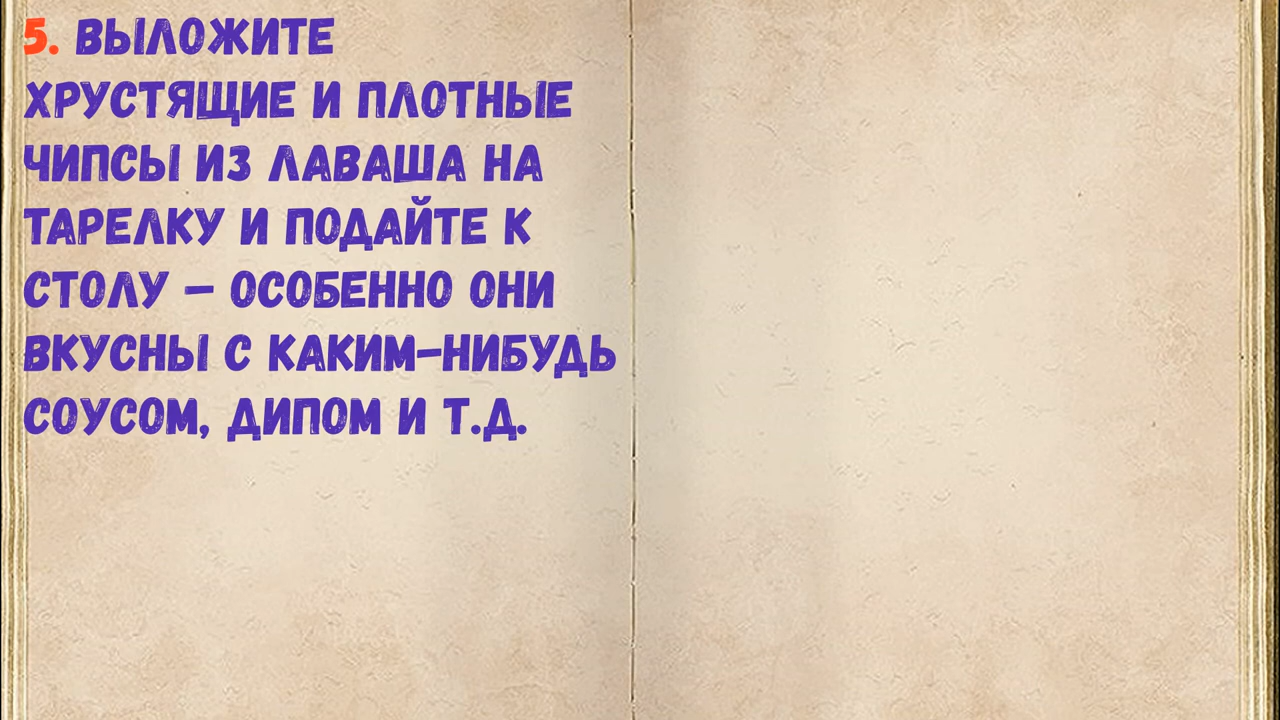 5. ВЫЛОЖИТЕ
ХРУСТЯЩИЕ И ПЛОТНЫЕ
ЧИПСЫ ИЗ ЛАВАША НА
ТАРЕЛКУ И ПОДАЙТЕ К
СТОЛУ – ОСОБЕННО ОНИ
ВКУСНЫ С КАКИМ-НИБУДЬ
СОУСОМ, ДИПОМ И Т.Д.